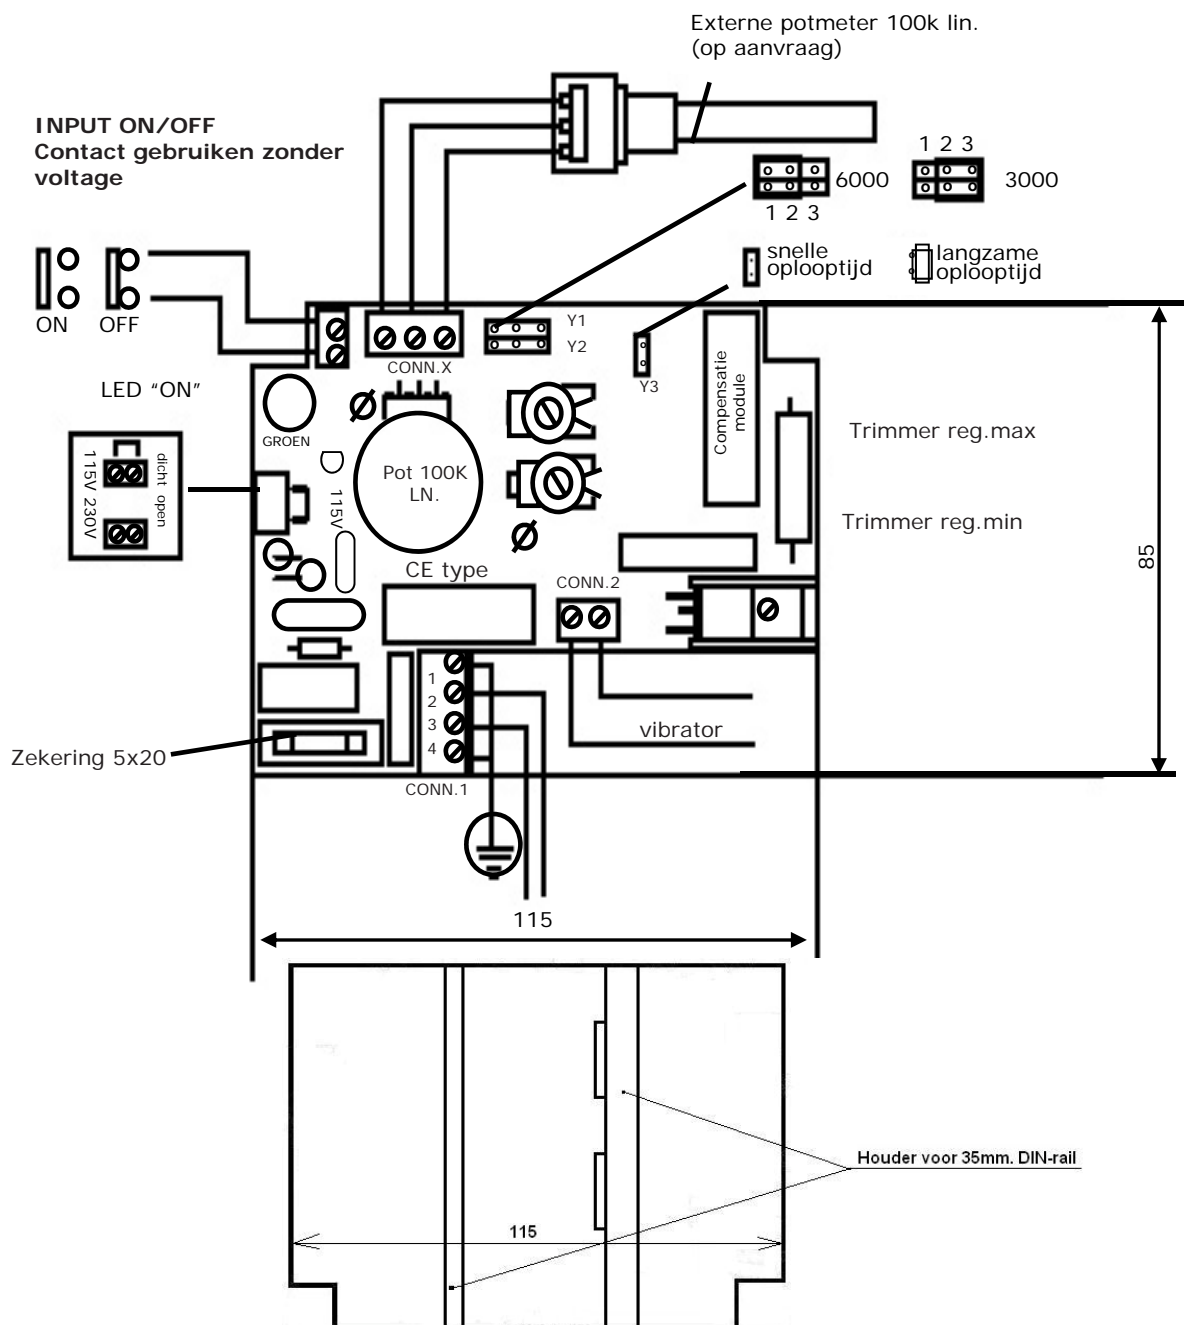 Externe potmeter 100k lin.
(op aanvraag)
INPUT ON/OFF
Contact gebruiken zonder
voltage
1 2 3
6000
3000
1 2 3
snelle
oplooptijd
langzame
oplooptijd
ON
OFF
Y1
Y2
CONN.X
Y3
LED “ON”
GROEN
Compensatie
module
Trimmer reg.max
Pot 100K
LN.
115V
dicht open
115V 230V
Trimmer reg.min
85
CE type
CONN.2
1
2
3
4
vibrator
Zekering 5x20
CONN.1
115
Houder voor 35mm. DIN-rail
115